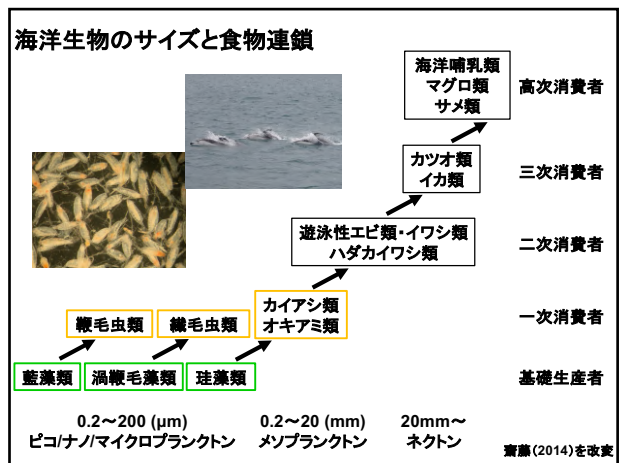 海洋生物のサイズと食物連鎖
海洋哺乳類
マグロ類
サメ類
高次消費者
カツオ類
イカ類
三次消費者
遊泳性エビ類・イワシ類
ハダカイワシ類
二次消費者
鞭毛虫類
繊毛虫類
カイアシ類
オキアミ類
一次消費者
藍藻類
渦鞭毛藻類
珪藻類
基礎生産者
0.2～200 (μm)
ピコ/ナノ/マイクロプランクトン
0.2～20 (mm)
メソプランクトン
20mm～
ネクトン
齋藤(2014)を改変